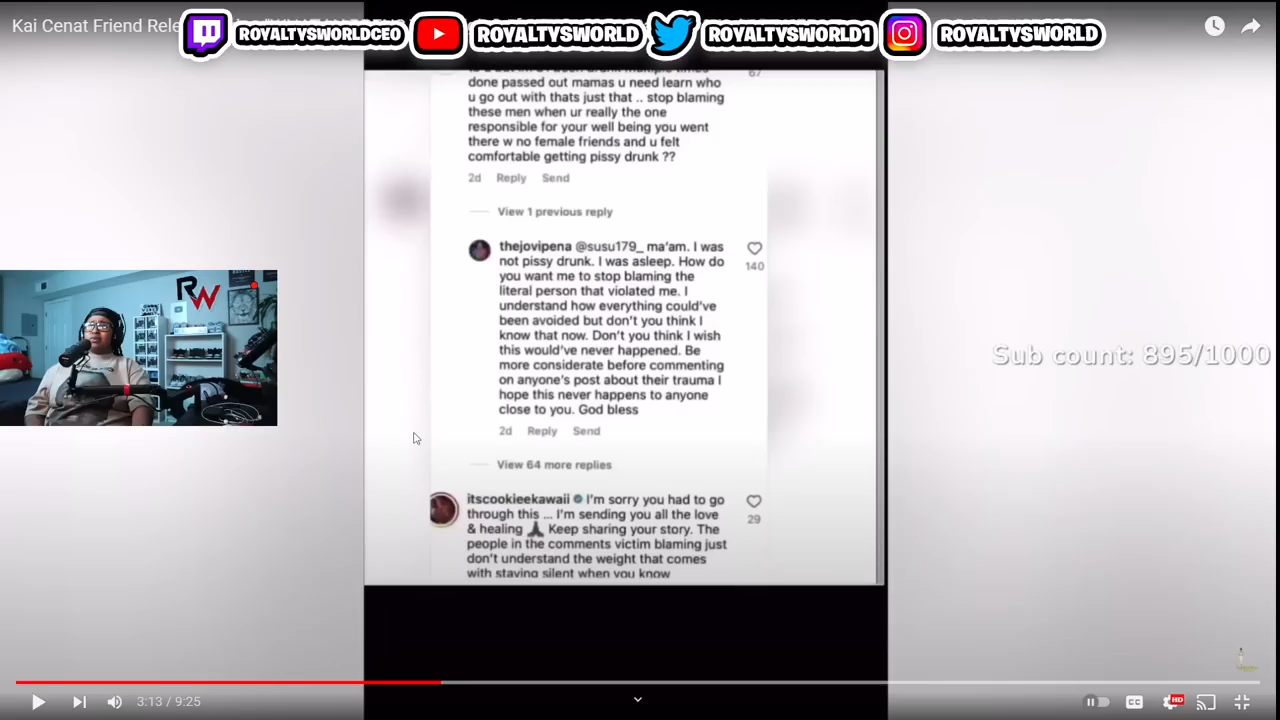 Kai Cenat Friend Rele
ROYALTYSWORLDCEO
ROYALTYSWORLD
ROYALTYSWORLD1
ROYALTYSWORLD
67
done passed out mamas u need learn who
u go out with thats just that .. stop blaming
these men when ur really the one
responsible for your well being you went
there w no female friends and u felt
comfortable getting pissy drunk ??
2d Reply Send
View 1 previous reply
thejovipena @susu179_ ma'am. I was
not pissy drunk. I was asleep. How do
you want me to stop blaming the
literal person that violated me. I
understand how everything could've
been avoided but don't you think I
know that now. Don't you think I wish
this would've never happened. Be
more considerate before commenting
on anyone's post about their trauma I
hope this never happens to anyone
close to you. God bless
140
2d Reply Send
View 64 more replies
itscookieekawaii I'm sorry you had to go
through this ... I'm sending you all the love
& healing 🙏 Keep sharing your story. The
people in the comments victim blaming just
don't understand the weight that comes
with staying silent when you know
29
RW
Sub count: 895/1000
3:13 / 9:25
CC
HD